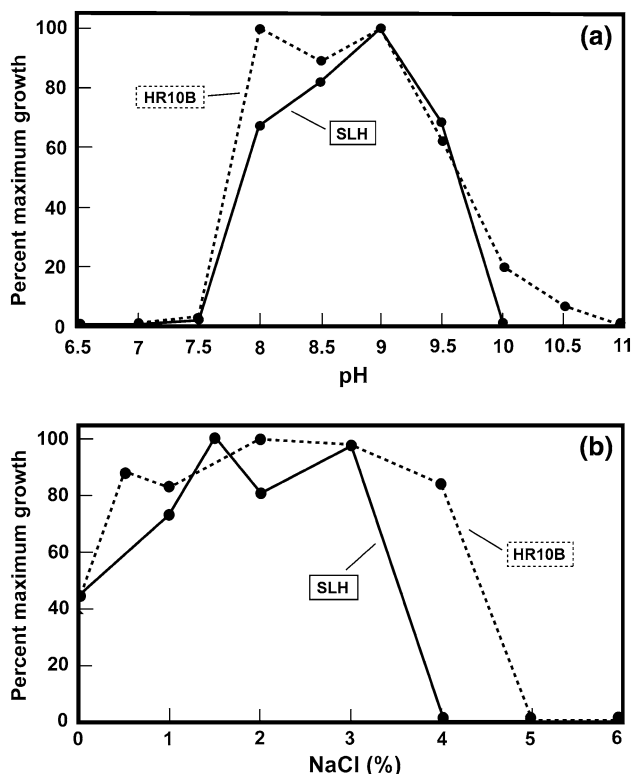 (a)
Percent maximum growth
100
80
60
40
20
0
HR10B
SLH
6.5 7 7.5 8 8.5 9 9.5 10 10.5 11
pH
(b)
Percent maximum growth
100
80
60
40
20
0
HR10B
SLH
0 1 2 3 4 5 6
NaCl (%)